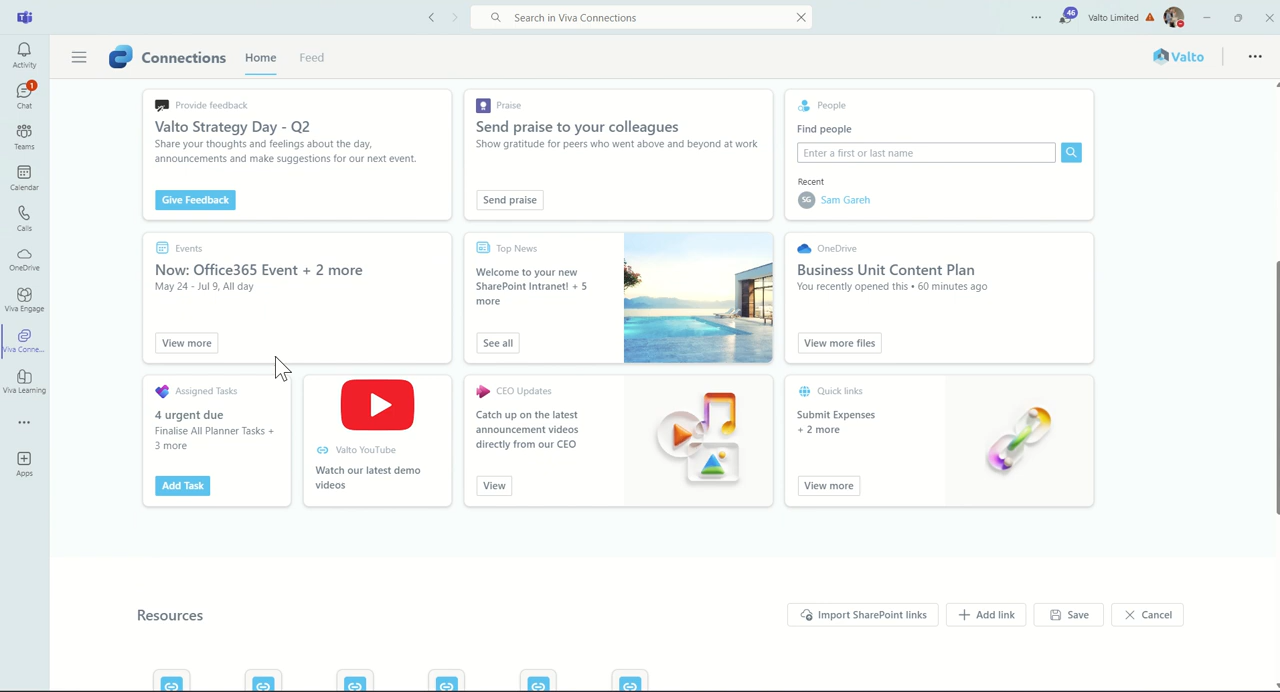 Search in Viva Connections
46
Valto Limited
Activity
1
Chat
Teams
Calendar
Calls
OneDrive
Viva Engage
Viva Conne...
Viva Learning
Apps
Connections
Home
Feed
Valto
Provide feedback
Valto Strategy Day - Q2
Share your thoughts and feelings about the day,
announcements and make suggestions for our next event.
Give Feedback
Praise
Send praise to your colleagues
Show gratitude for peers who went above and beyond at work
Send praise
People
Find people
Enter a first or last name
Recent
SG Sam Gareh
Events
Now: Office365 Event + 2 more
May 24 - Jul 9, All day
View more
Top News
Welcome to your new
SharePoint Intranet! + 5
more
See all
OneDrive
Business Unit Content Plan
You recently opened this • 60 minutes ago
View more files
Assigned Tasks
4 urgent due
Finalise All Planner Tasks +
3 more
Add Task
Valto YouTube
Watch our latest demo
videos
CEO Updates
Catch up on the latest
announcement videos
directly from our CEO
View
Quick links
Submit Expenses
+ 2 more
View more
Resources
Import SharePoint links
Add link
Save
Cancel